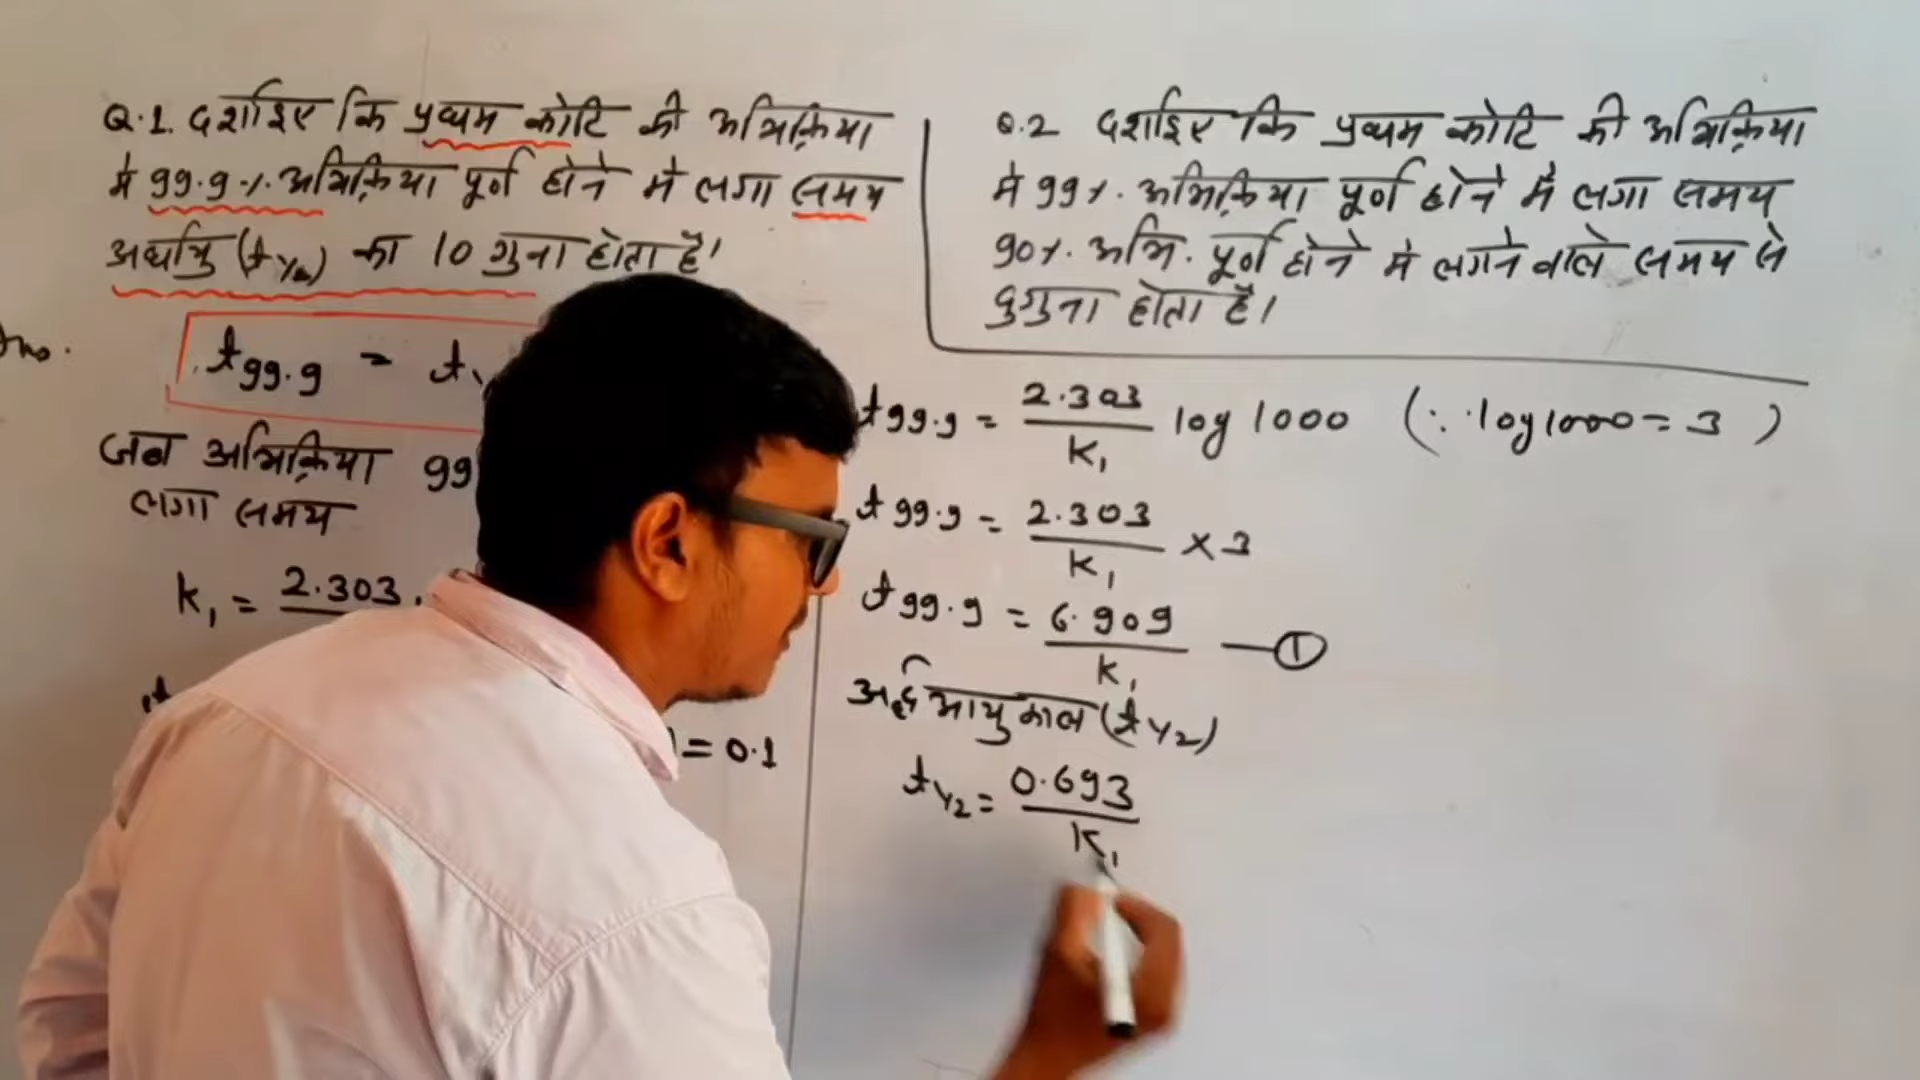 Q.1. दर्शाइए कि प्रथम कोटि की अभिक्रिया
मे 99.9%. अभिक्रिया पूर्ण होने मे लगा समय
अर्धायु (t1/2) का 10 गुना होता है।
Ans.
t99.9 = t
जब अभिक्रिया 99
लगा समय
k1 = 2.303
= 0.1
Q.2 दर्शाइए कि प्रथम कोटि की अभिक्रिया
मे 99%. अभिक्रिया पूर्ण होने मे लगा समय
90%. अभि. पूर्ण होने मे लगने वाले समय से
दुगुना होता है।
t99.9 = 2.303/K1 log 1000 (∵ log 1000 = 3)
t99.9 = 2.303/K1 × 3
t99.9 = 6.909/K1 —①
अर्द्ध आयु काल (t1/2)
t1/2 = 0.693/K1